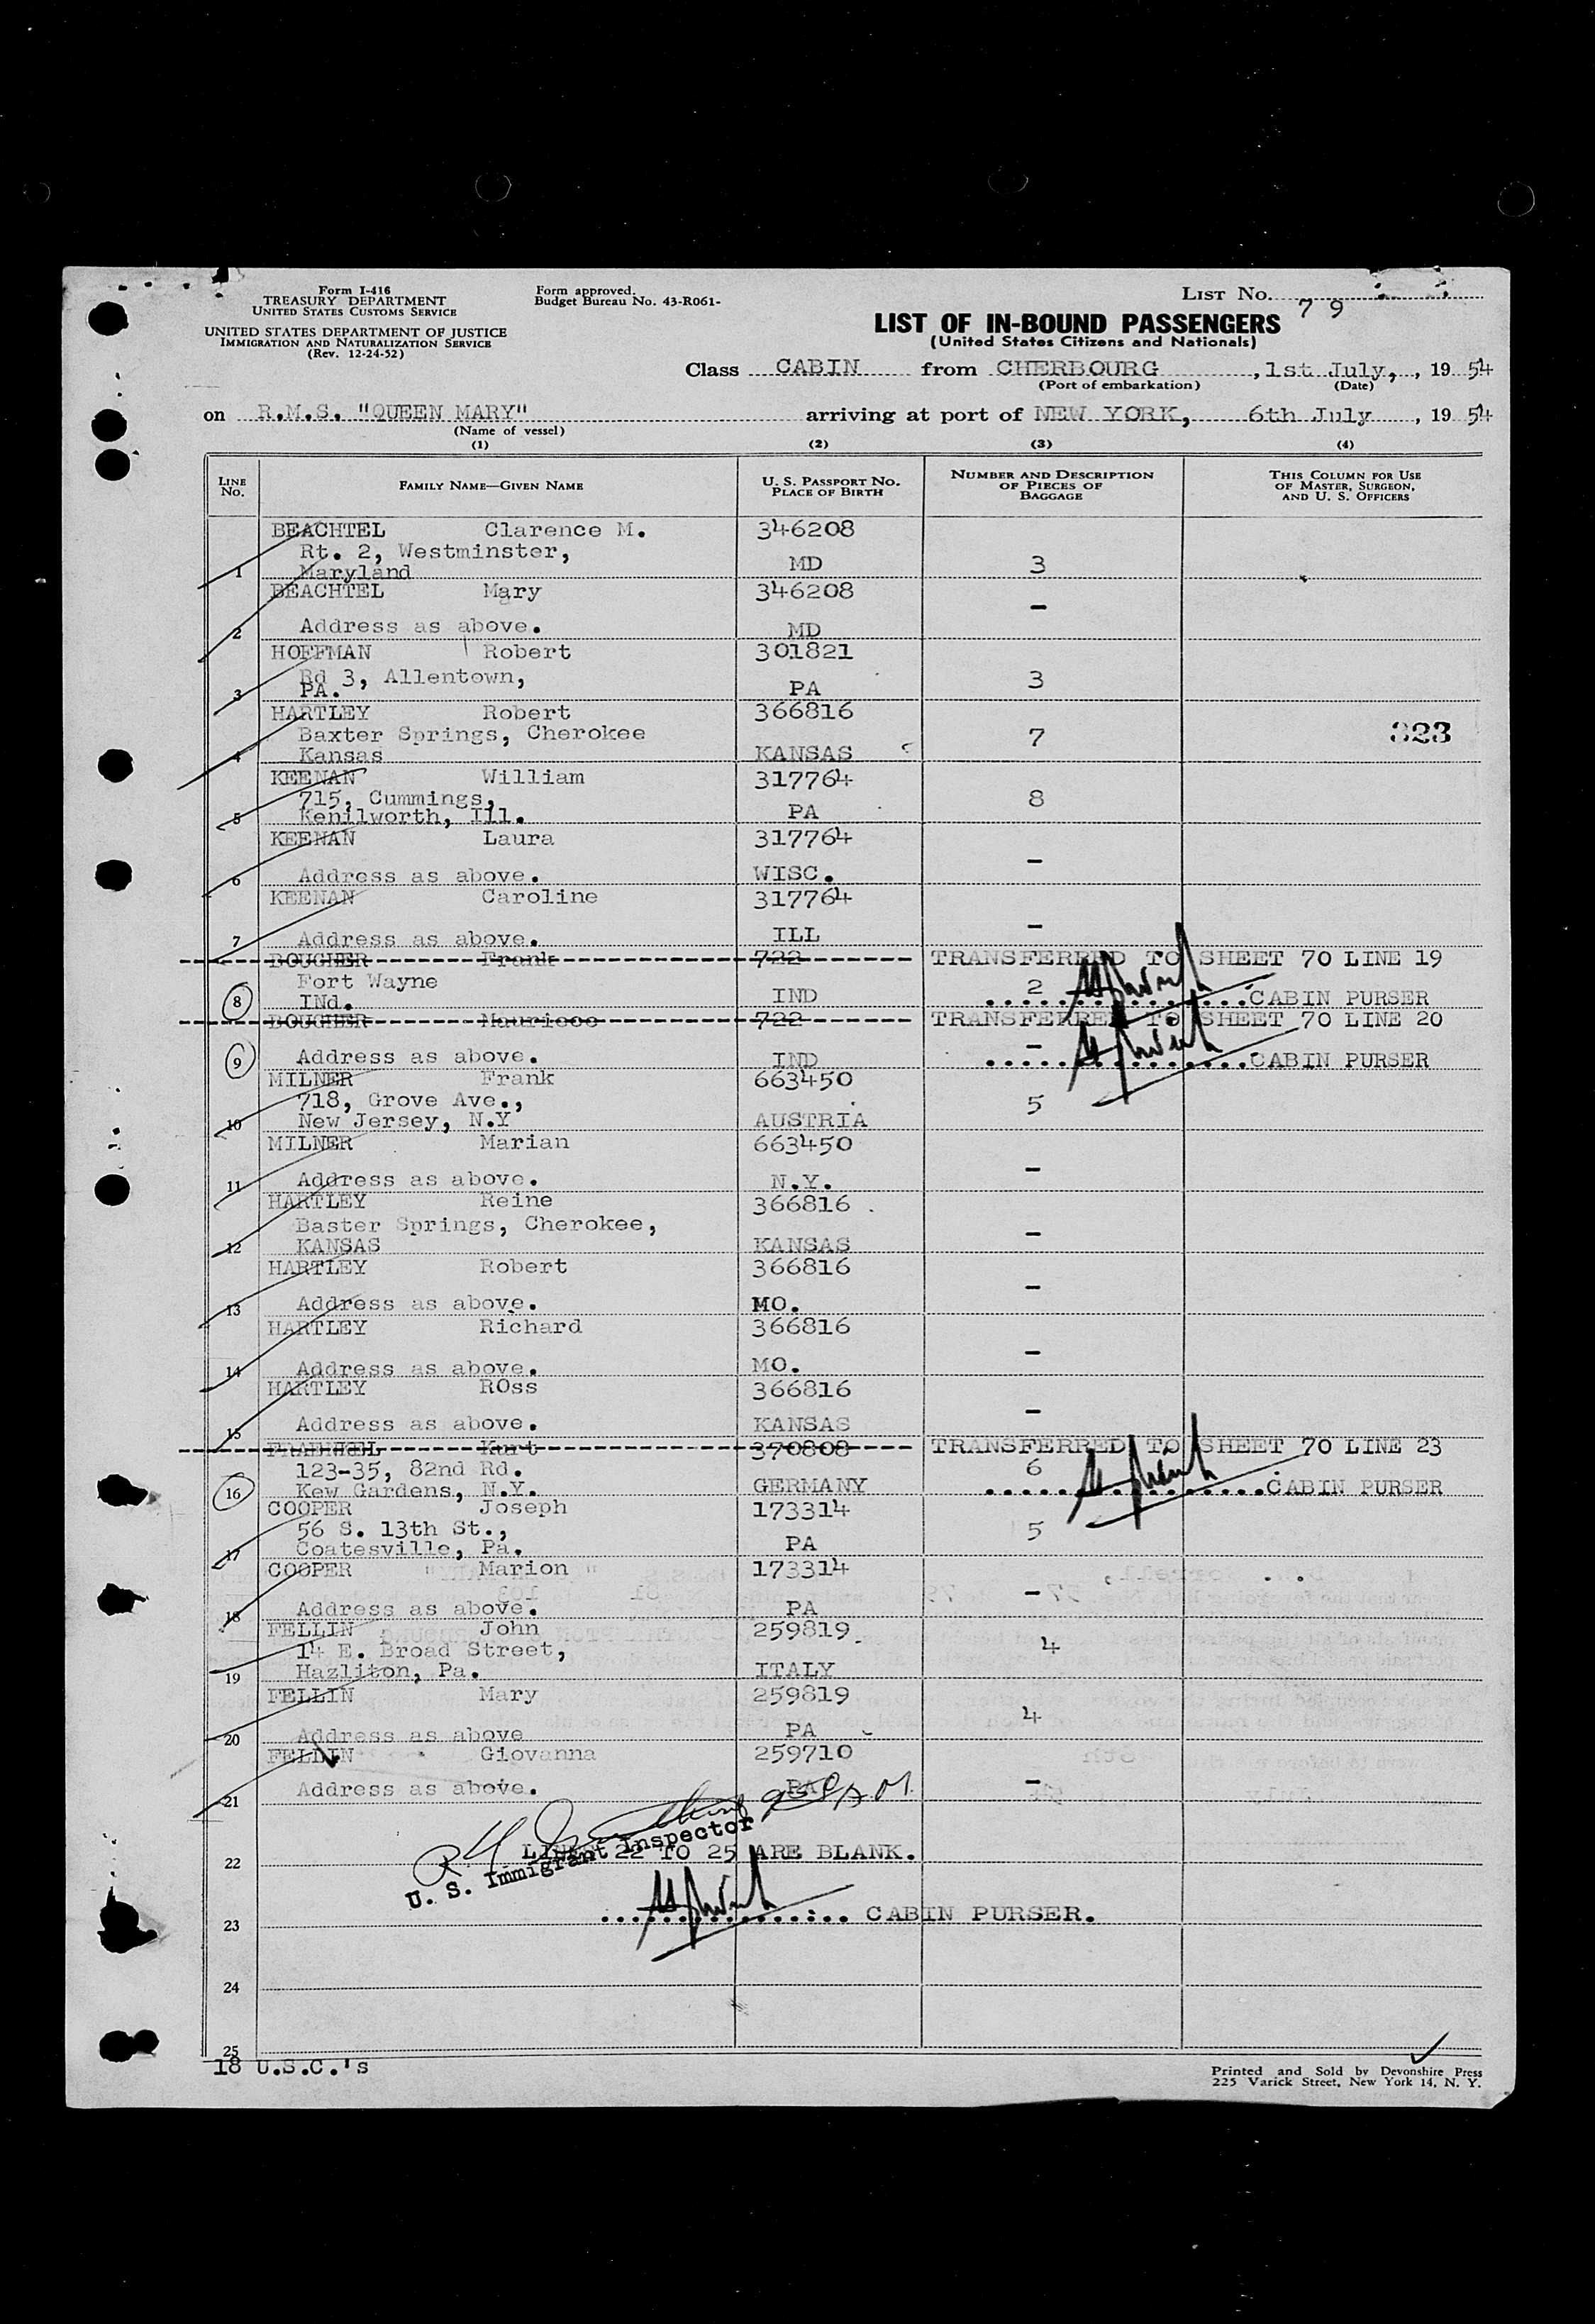 Form I-416
TREASURY DEPARTMENT
UNITED STATES CUSTOMS SERVICE
UNITED STATES DEPARTMENT OF JUSTICE
IMMIGRATION AND NATURALIZATION SERVICE
(Rev. 12-24-52)
Form approved.
Budget Bureau No. 43-R061-
LIST NO. 79
LIST OF IN-BOUND PASSENGERS
(United States Citizens and Nationals)
Class CABIN from CHERBOURG, 1st July, , 19 54
(Port of embarkation) (Date)
on R.M.S. "QUEEN MARY" arriving at port of NEW YORK, 6th July , 19 54
(Name of vessel)
(1) (2) (3) (4)
LINE No. FAMILY NAME—GIVEN NAME U. S. PASSPORT NO. PLACE OF BIRTH NUMBER AND DESCRIPTION OF PIECES OF BAGGAGE THIS COLUMN FOR USE OF MASTER, SURGEON, AND U. S. OFFICERS
BEACHTEL Clarence M. 346208
Rt. 2, Westminster,
1 Maryland MD 3
BEACHTEL Mary 346208 -
2 Address as above. MD
HOFFMAN Robert 301821
Rd 3, Allentown,
3 PA. PA 3
HARTLEY Robert 366816
Baxter Springs, Cherokee 7 323
4 Kansas KANSAS
KEENAN William 317764
715, Cummings, 8
5 Kenilworth, Ill. PA
KEENAN Laura 317764 -
6 Address as above. WISC.
KEENAN Caroline 317764
7 Address as above. ILL -
BOUCHER Frank 722 TRANSFERRED TO SHEET 70 LINE 19
Fort Wayne 2
8 INd. IND CABIN PURSER
BOUCHER Mauriece 722 TRANSFERRED TO SHEET 70 LINE 20
9 Address as above. IND - CABIN PURSER
MILNER Frank 663450
718, Grove Ave., 5
10 New Jersey, N.Y AUSTRIA
MILNER Marian 663450 -
11 Address as above. N.Y.
HARTLEY Reine 366816
Baster Springs, Cherokee, -
12 KANSAS KANSAS
HARTLEY Robert 366816 -
13 Address as above. MO.
HARTLEY Richard 366816 -
14 Address as above. MO.
HARTLEY ROss 366816 -
15 Address as above. KANSAS
FRAENKEL Kurt 370808 TRANSFERRED TO SHEET 70 LINE 23
123-35, 82nd Rd. 6
16 Kew Gardens, N.Y. GERMANY CABIN PURSER
COOPER Joseph 173314
56 S. 13th St., 5
17 Coatesville, Pa. PA
COOPER " Marion 173314 -
18 Address as above. PA
FELLIN John 259819
14 E. Broad Street, 4
19 Hazliton, Pa. ITALY
FELLIN Mary 259819 4
20 Address as above PA
FELLIN Giovanna 259710
21 Address as above. PA -
U. S. Immigrant Inspector
22 LINES 22 TO 25 ARE BLANK.
23 CABIN PURSER.
24
25
18 U.S.C.'s
Printed and Sold by Devonshire Press
225 Varick Street, New York 14, N. Y.